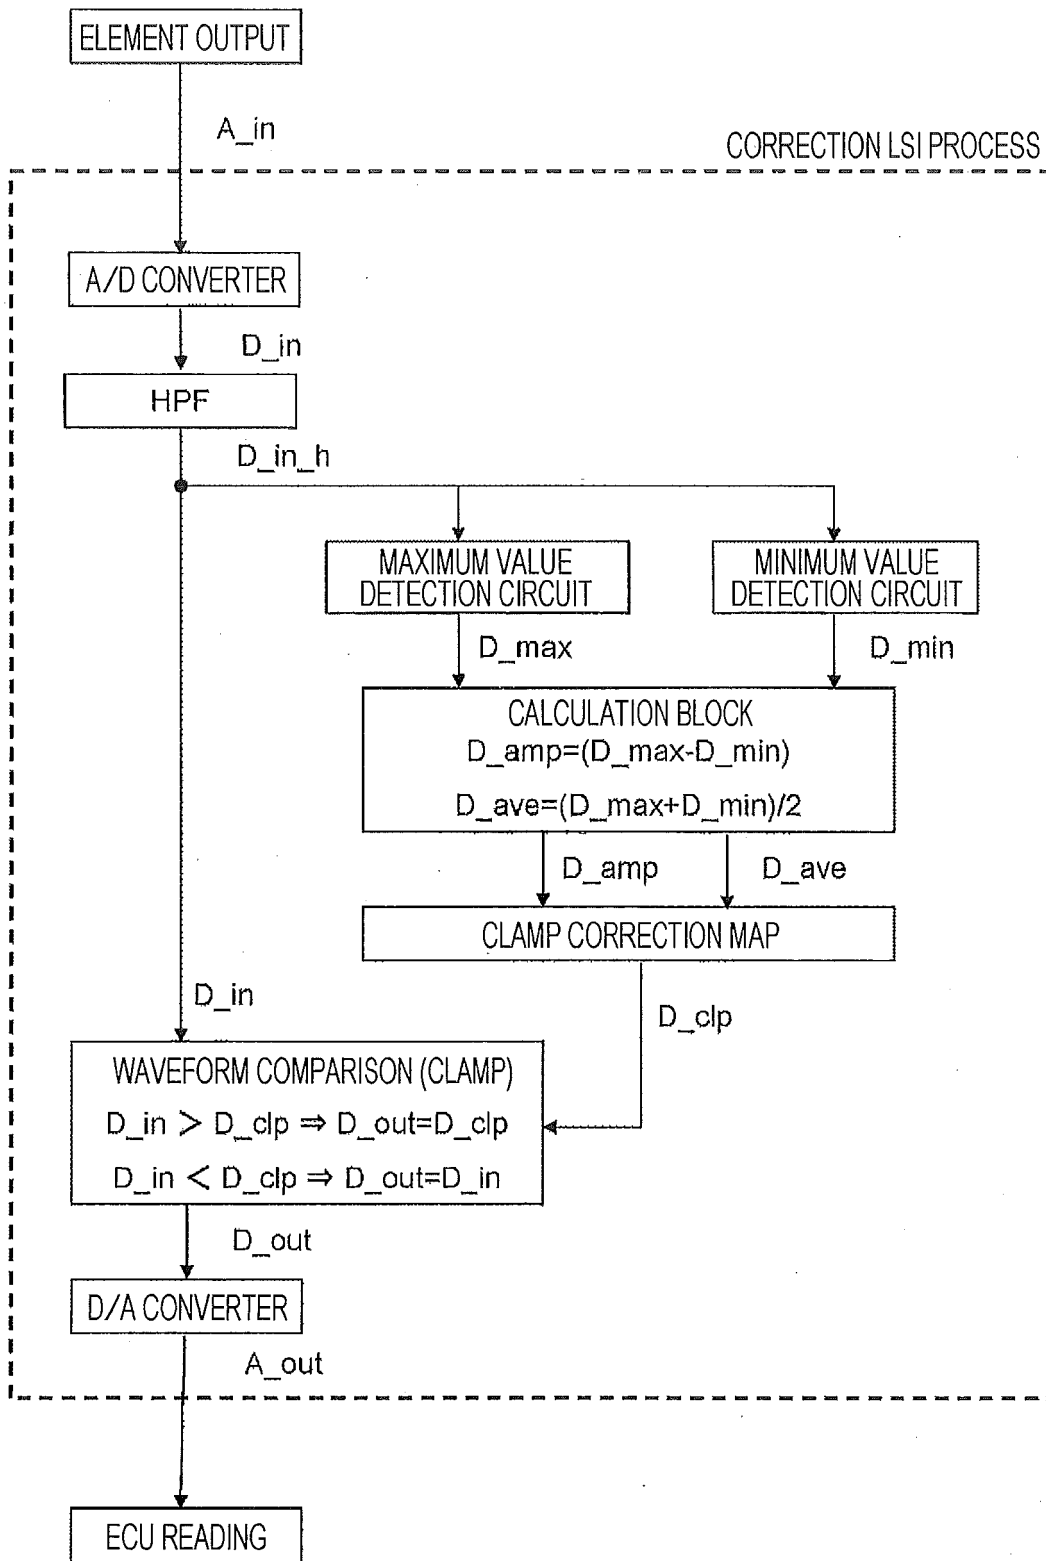 ELEMENT OUTPUT
A_in
CORRECTION LSI PROCESS
A/D CONVERTER
D_in
HPF
D_in_h
MAXIMUM VALUE
DETECTION CIRCUIT
MINIMUM VALUE
DETECTION CIRCUIT
D_max
D_min
CALCULATION BLOCK
D_amp=(D_max-D_min)
D_ave=(D_max+D_min)/2
D_amp
D_ave
CLAMP CORRECTION MAP
D_in
D_clp
WAVEFORM COMPARISON (CLAMP)
D_in > D_clp ⇒ D_out=D_clp
D_in < D_clp ⇒ D_out=D_in
D_out
D/A CONVERTER
A_out
ECU READING